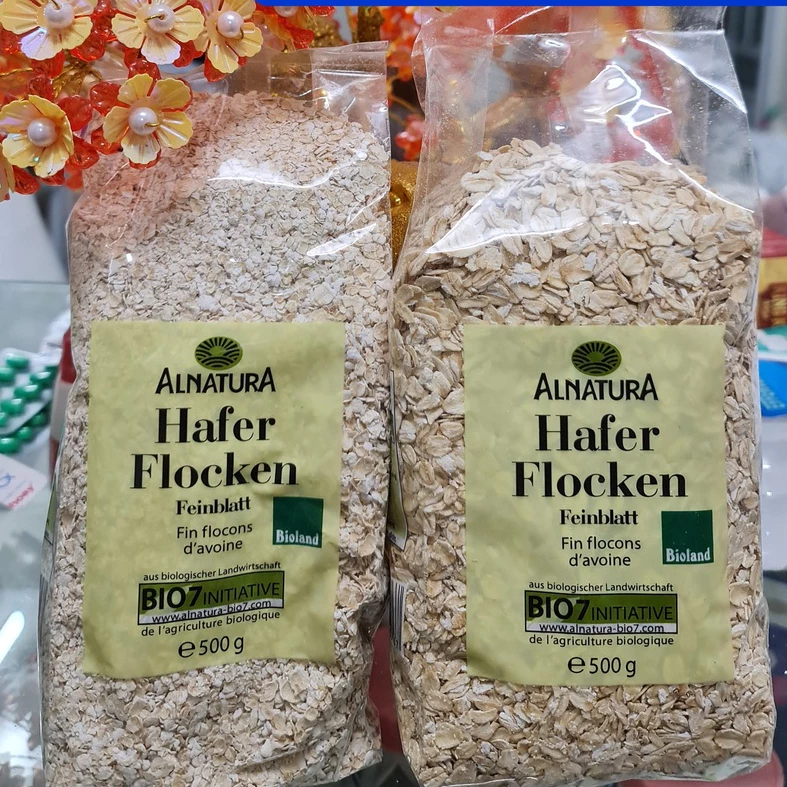 ALNATURA
Hafer
Flocken
Feinblatt
Fin flocons
d'avoine
Bioland
aus biologischer Landwirtschaft
BIO7 INITIATIVE
www.alnatura-bio7.com
de l'agriculture biologique
e 500 g
ALNATURA
Hafer
Flocken
Feinblatt
Fin flocons
d'avoine
Bioland
aus biologischer Landwirtschaft
BIO7 INITIATIVE
www.alnatura-bio7.com
de l'agriculture biologique
e 500 g